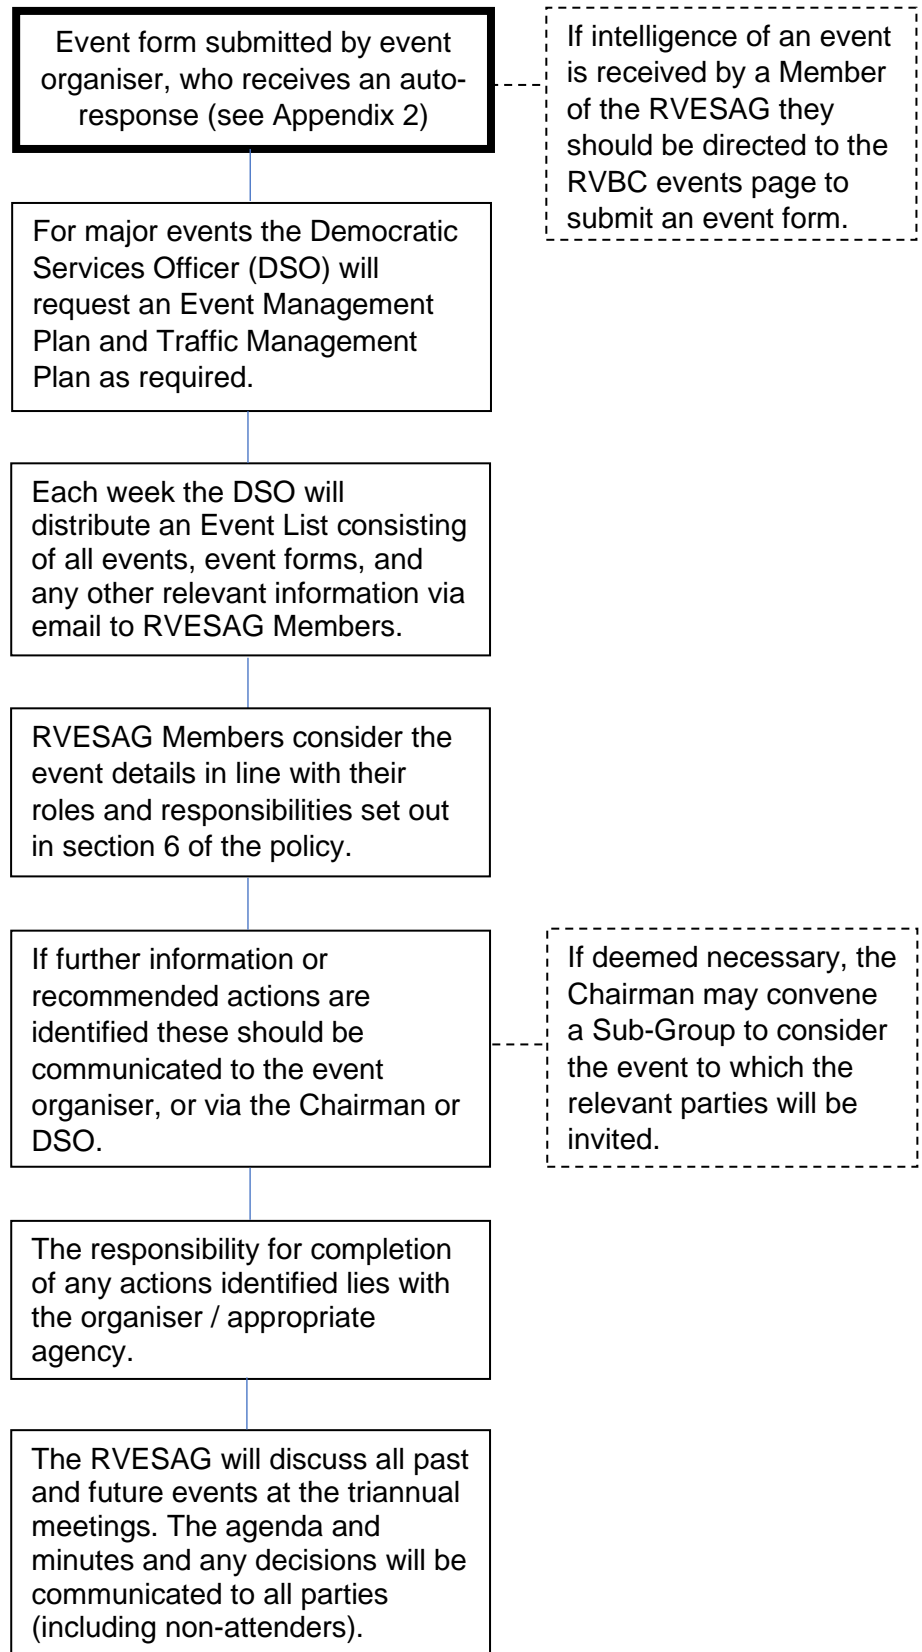 Event form submitted by event
organiser, who receives an auto-
response (see Appendix 2)
If intelligence of an event
is received by a Member
of the RVESAG they
should be directed to the
RVBC events page to
submit an event form.
For major events the Democratic
Services Officer (DSO) will
request an Event Management
Plan and Traffic Management
Plan as required.
Each week the DSO will
distribute an Event List consisting
of all events, event forms, and
any other relevant information via
email to RVESAG Members.
RVESAG Members consider the
event details in line with their
roles and responsibilities set out
in section 6 of the policy.
If further information or
recommended actions are
identified these should be
communicated to the event
organiser, or via the Chairman or
DSO.
If deemed necessary, the
Chairman may convene
a Sub-Group to consider
the event to which the
relevant parties will be
invited.
The responsibility for completion
of any actions identified lies with
the organiser / appropriate
agency.
The RVESAG will discuss all past
and future events at the triannual
meetings. The agenda and
minutes and any decisions will be
communicated to all parties
(including non-attenders).